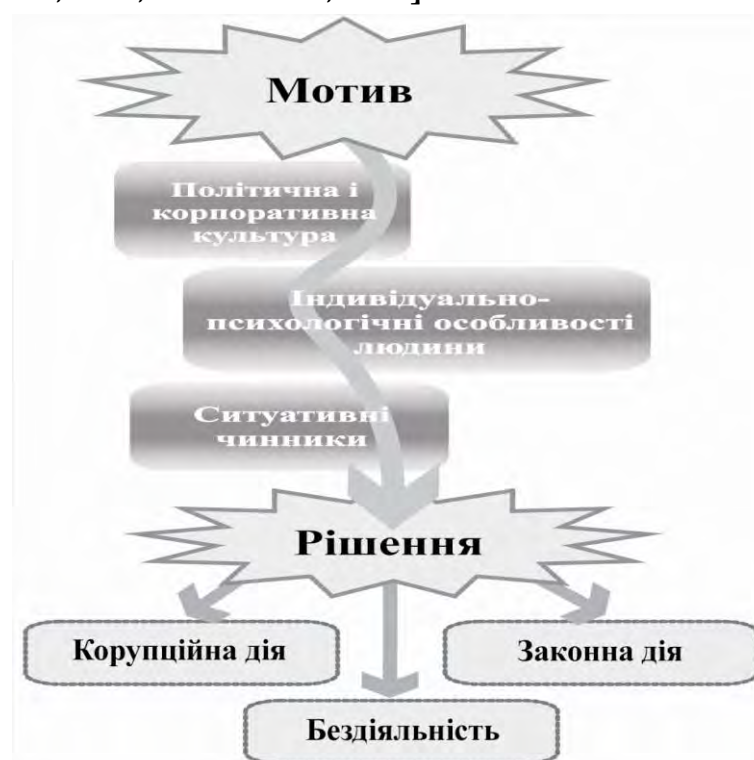 Мотив
Політична і
корпоративна
культура
Індивідуально-
психологічні особливості
людини
Ситуативні
чинники
Рішення
Корупційна дія
Законна дія
Бездіяльність